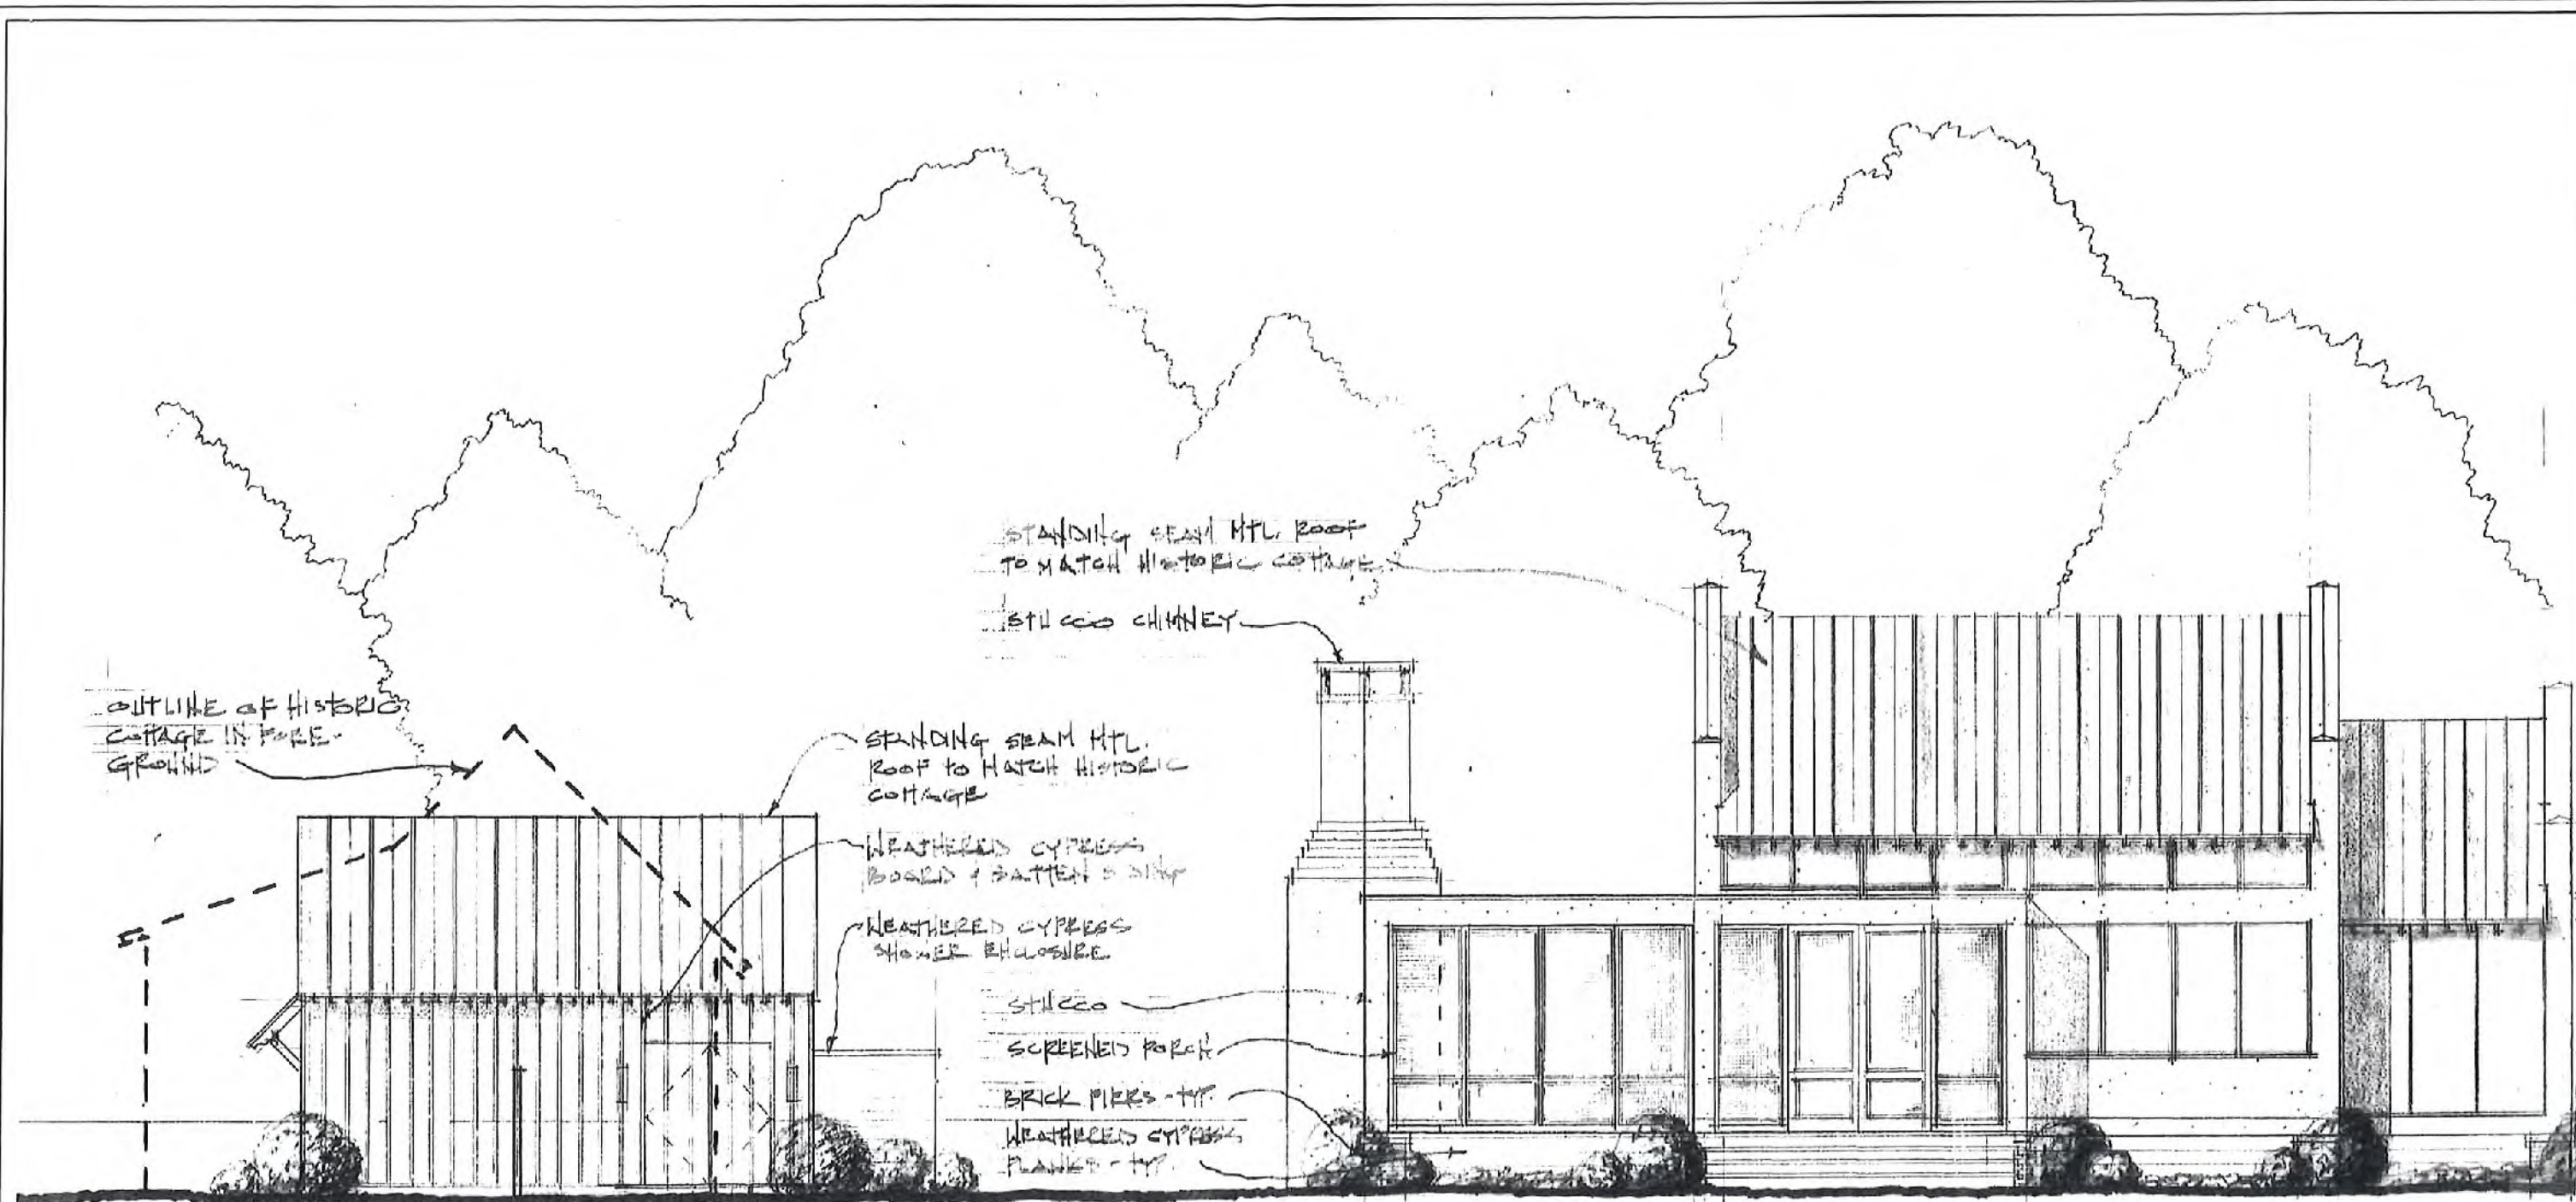 STANDING SEAM MTL. ROOF
TO MATCH HISTORIC COTTAGE
STUCCO CHIMNEY
OUTLINE OF HISTORIC
COTTAGE IN FORE-
GROUND
STANDING SEAM MTL.
ROOF TO MATCH HISTORIC
COTTAGE
WEATHERED CYPRESS
BOARD & BATTEN SIDING
WEATHERED CYPRESS
SHOWER ENCLOSURE
STUCCO
SCREENED PORCH
BRICK PIERS - TYP.
WEATHERED CYPRESS
PLANKS - TYP.